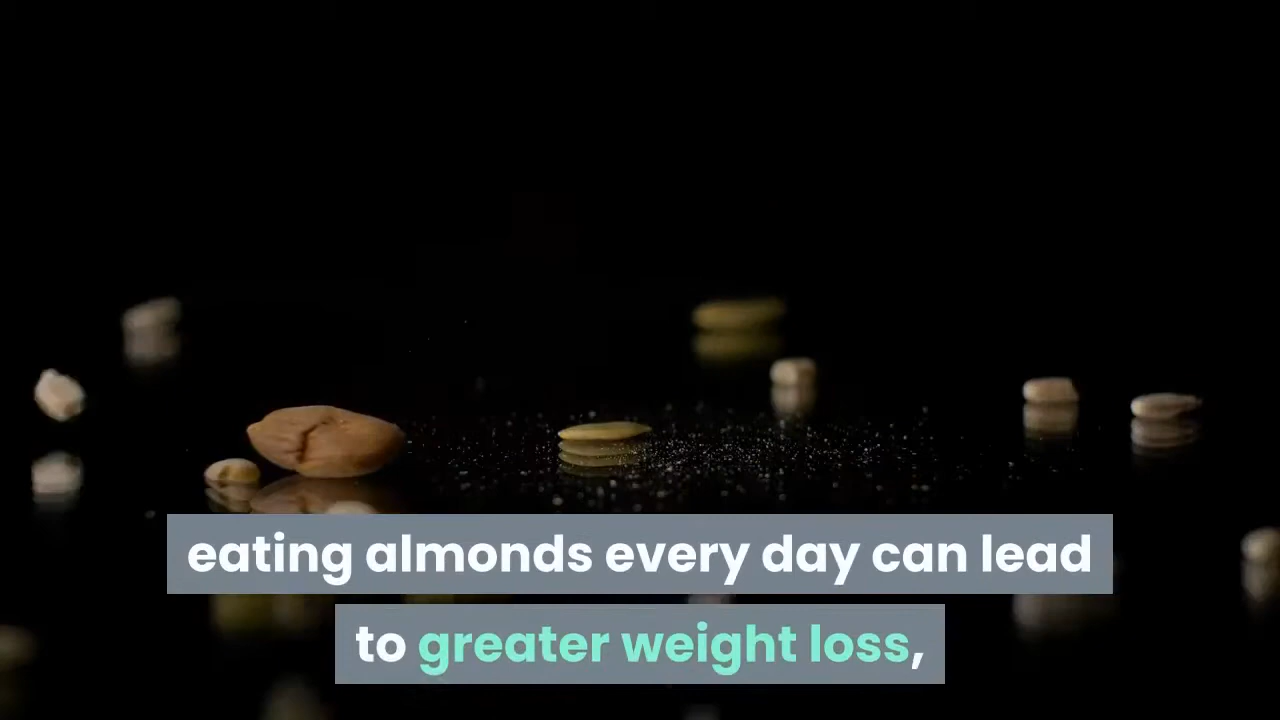 eating almonds every day can lead
to greater weight loss,